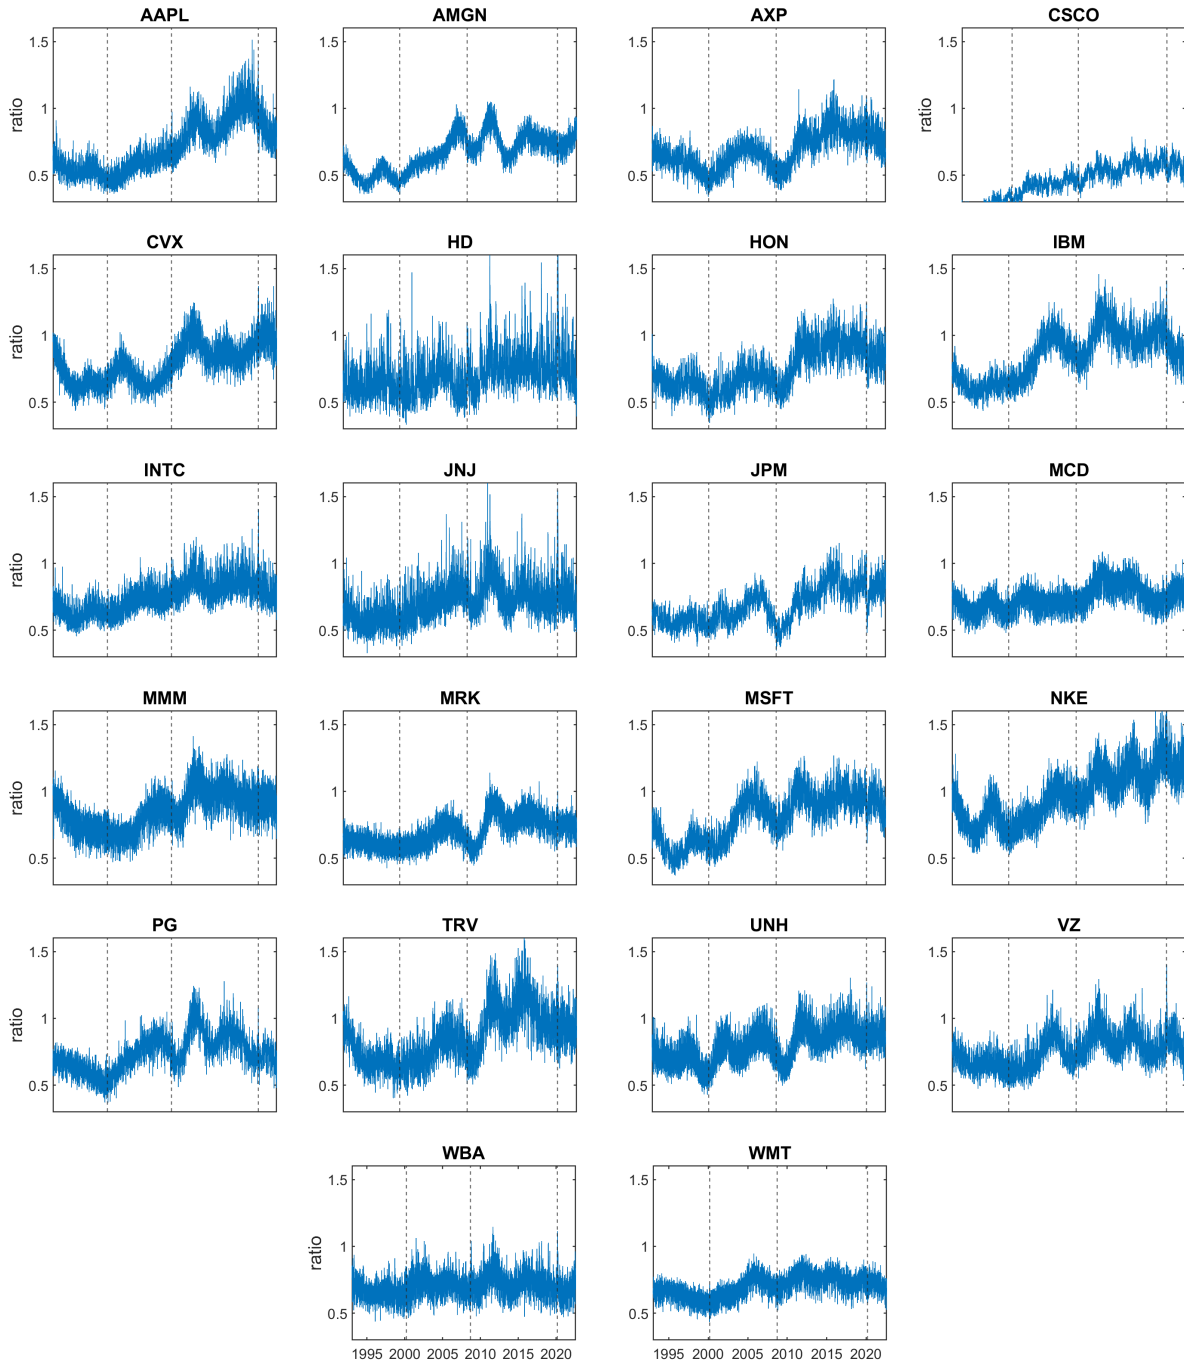 AAPL AMGN AXP CSCO
1.5 1.5 1.5 1.5
ratio 1 1 1 ratio 1
0.5 0.5 0.5 0.5
CVX HD HON IBM
1.5 1.5 1.5 1.5
ratio 1 1 1 1
0.5 0.5 0.5 0.5
INTC JNJ JPM MCD
1.5 1.5 1.5 1.5
ratio 1 1 1 1
0.5 0.5 0.5 0.5
MMM MRK MSFT NKE
1.5 1.5 1.5 1.5
ratio 1 1 1 1
0.5 0.5 0.5 0.5
PG TRV UNH VZ
1.5 1.5 1.5 1.5
ratio 1 1 1 1
0.5 0.5 0.5 0.5
WBA WMT
1.5 1.5
ratio 1 1
0.5 0.5
1995 2000 2005 2010 2015 2020 1995 2000 2005 2010 2015 2020